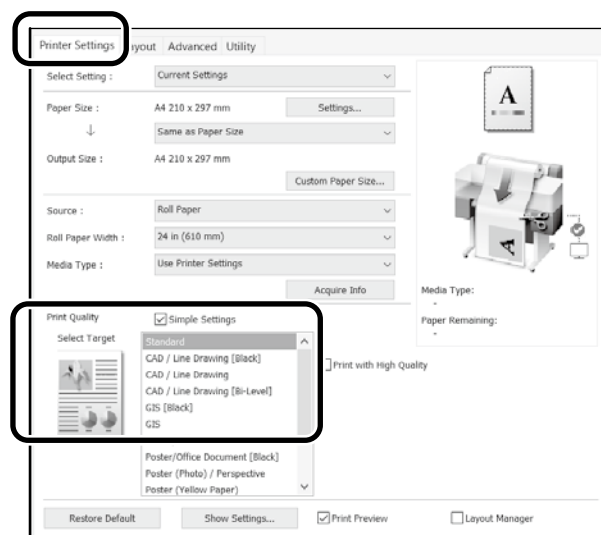 Printer Settings yout Advanced Utility
Select Setting : Current Settings
Paper Size : A4 210 x 297 mm Settings...
↓ Same as Paper Size
Output Size : A4 210 x 297 mm
Custom Paper Size...
Source : Roll Paper
Roll Paper Width : 24 in (610 mm)
Media Type : Use Printer Settings
Acquire Info
A
Media Type:
-
Paper Remaining:
-
Print Quality Simple Settings
Select Target
Standard
CAD / Line Drawing [Black]
CAD / Line Drawing
CAD / Line Drawing [Bi-Level]
GIS [Black]
GIS
Poster/Office Document [Black]
Poster (Photo) / Perspective
Poster (Yellow Paper)
Print with High Quality
Restore Default Show Settings... Print Preview Layout Manager